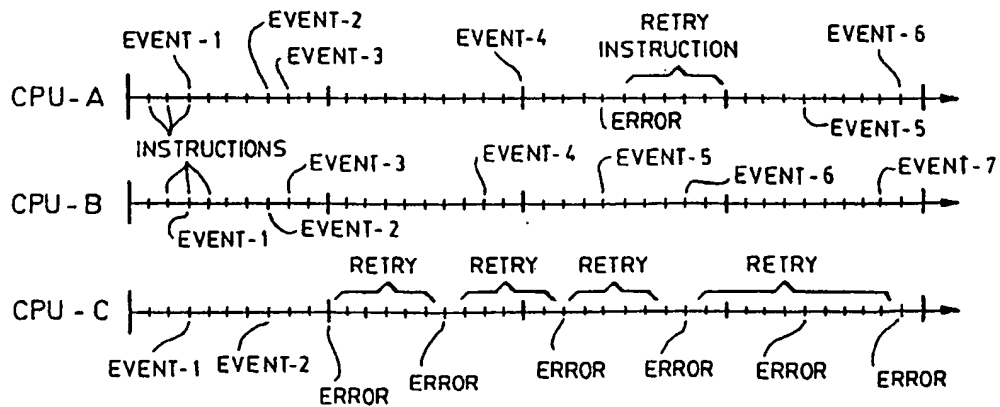 EVENT-1
EVENT-2
EVENT-3
EVENT-4
RETRY
INSTRUCTION
EVENT-6
CPU-A
ERROR
EVENT-5
INSTRUCTIONS
EVENT-3
EVENT-4
EVENT-5
EVENT-6
EVENT-7
CPU-B
EVENT-1
EVENT-2
RETRY
RETRY
RETRY
RETRY
CPU-C
EVENT-1
EVENT-2
ERROR
ERROR
ERROR
ERROR
ERROR
ERROR